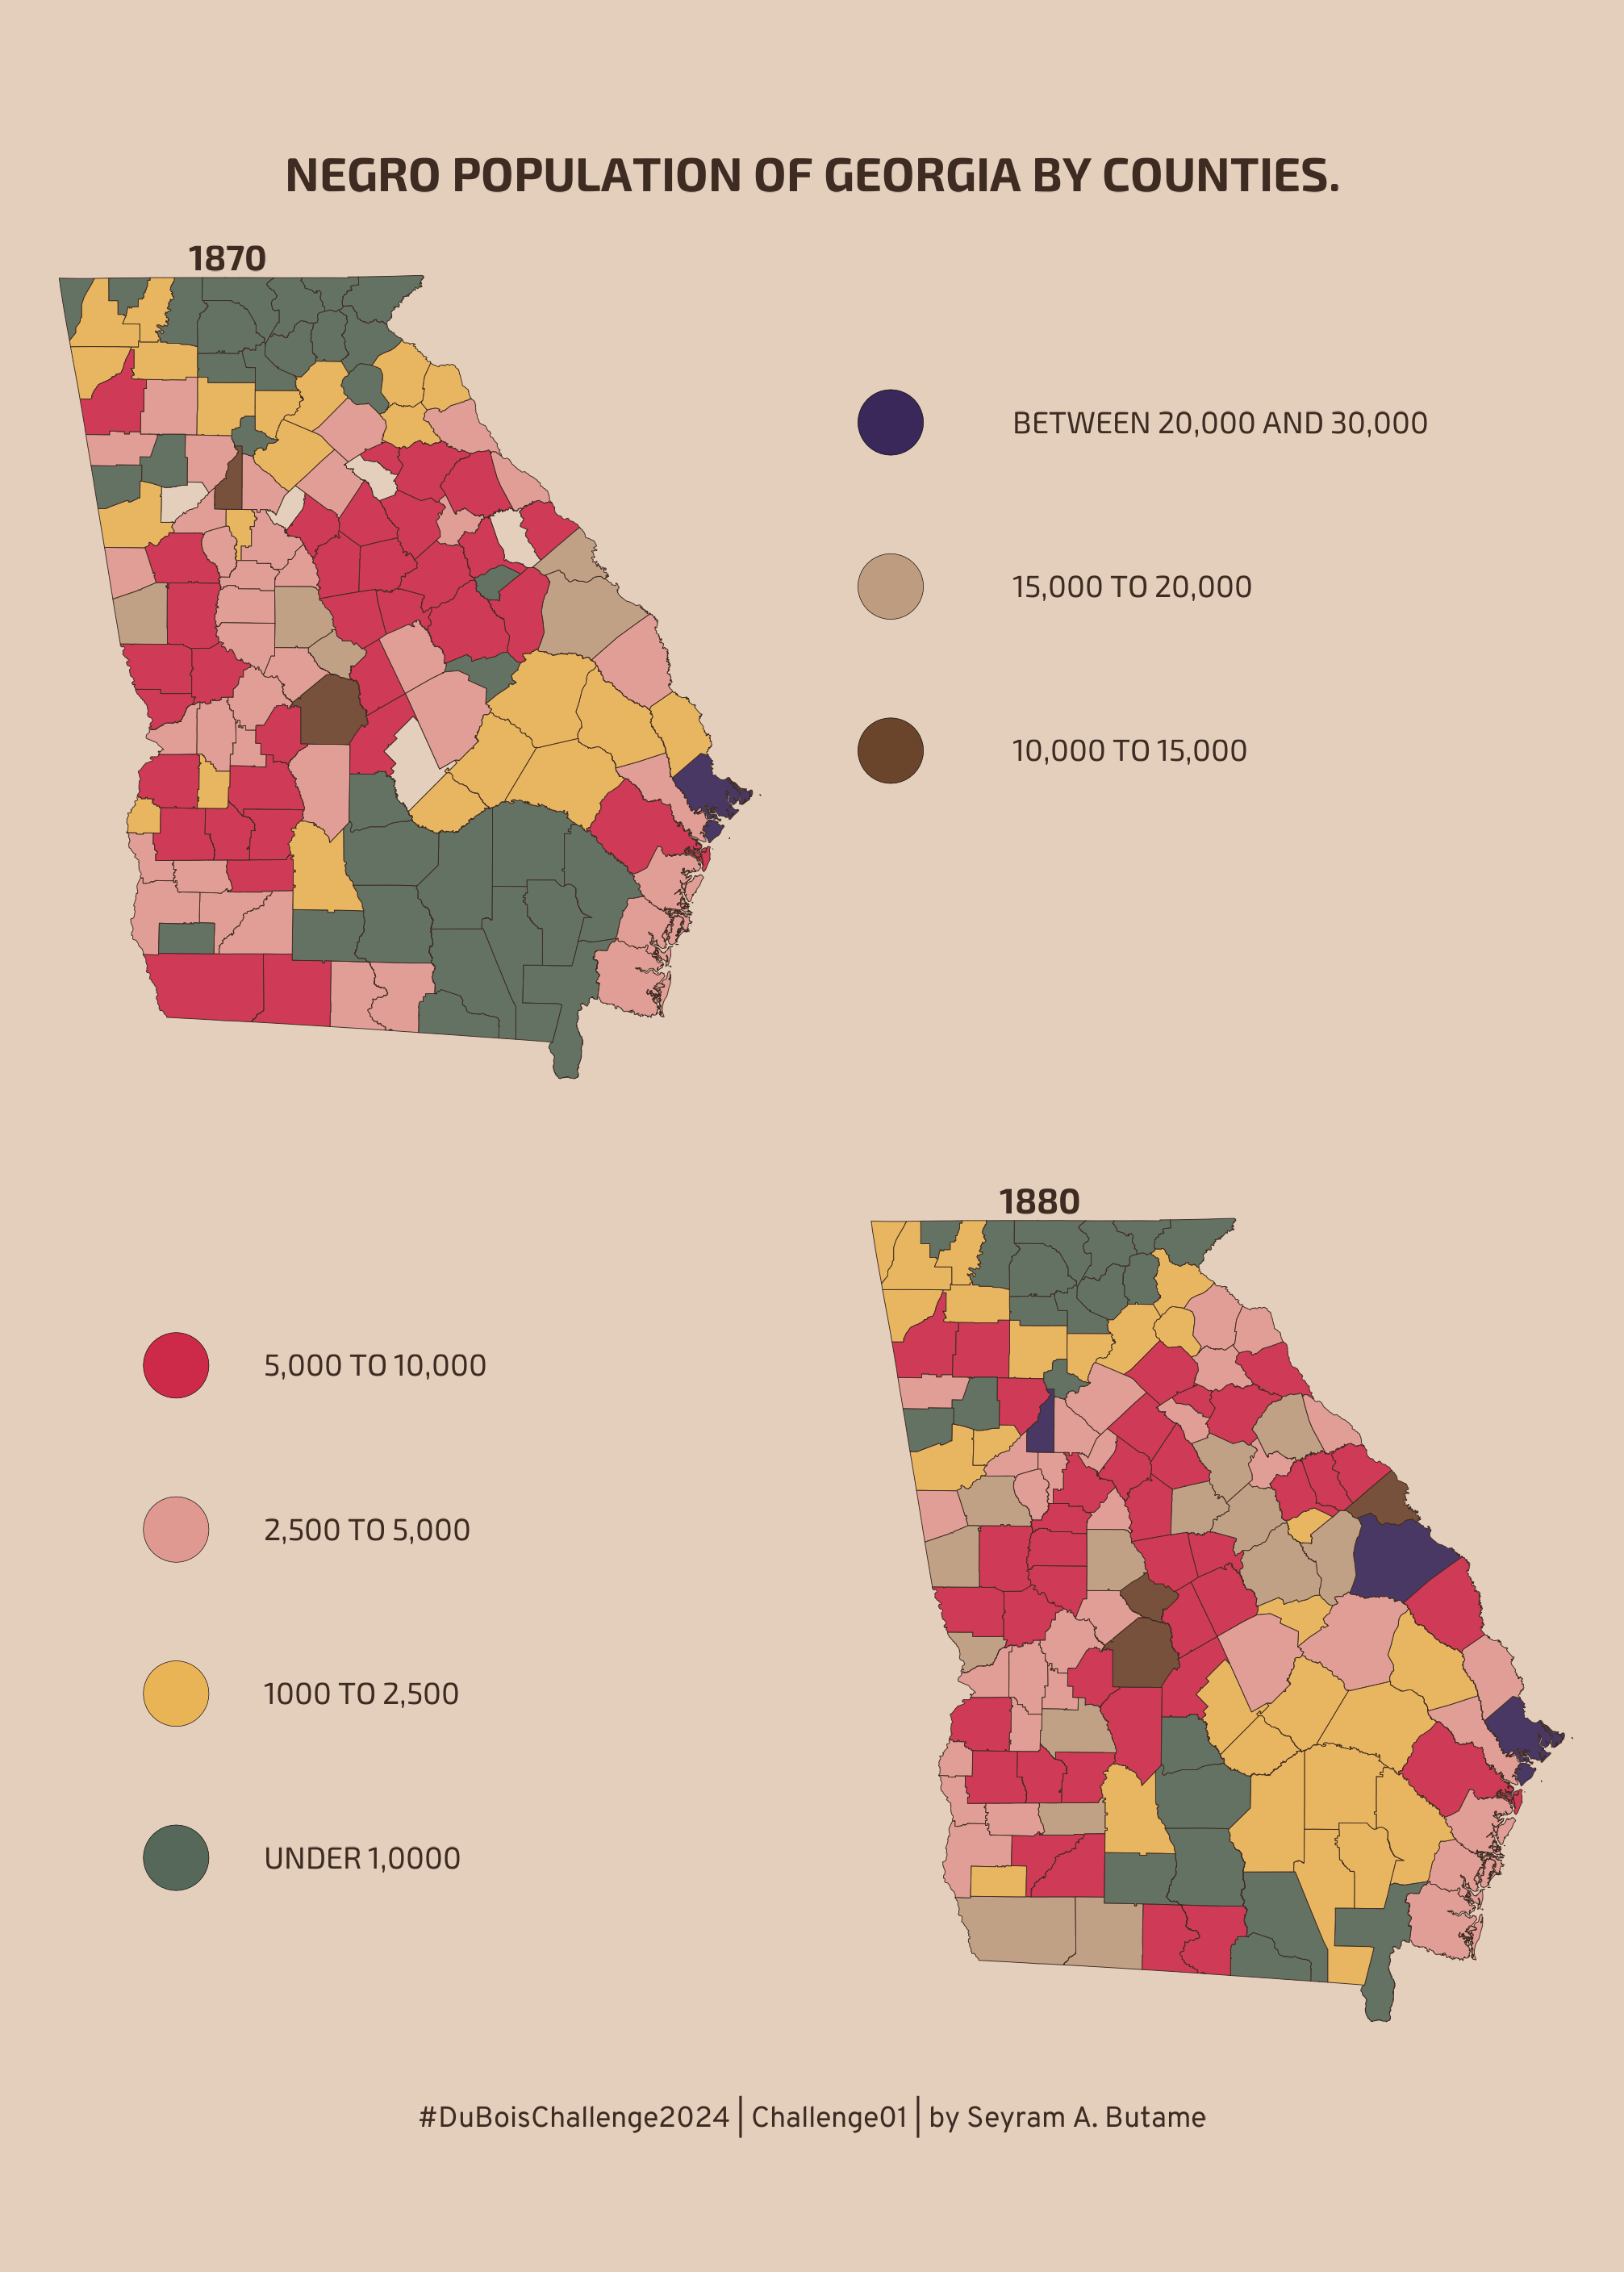 NEGRO POPULATION OF GEORGIA BY COUNTIES.
1870
BETWEEN 20,000 AND 30,000
15,000 TO 20,000
10,000 TO 15,000
1880
5,000 TO 10,000
2,500 TO 5,000
1000 TO 2,500
UNDER 1,0000
#DuBoisChallenge2024 | Challenge01 | by Seyram A. Butame